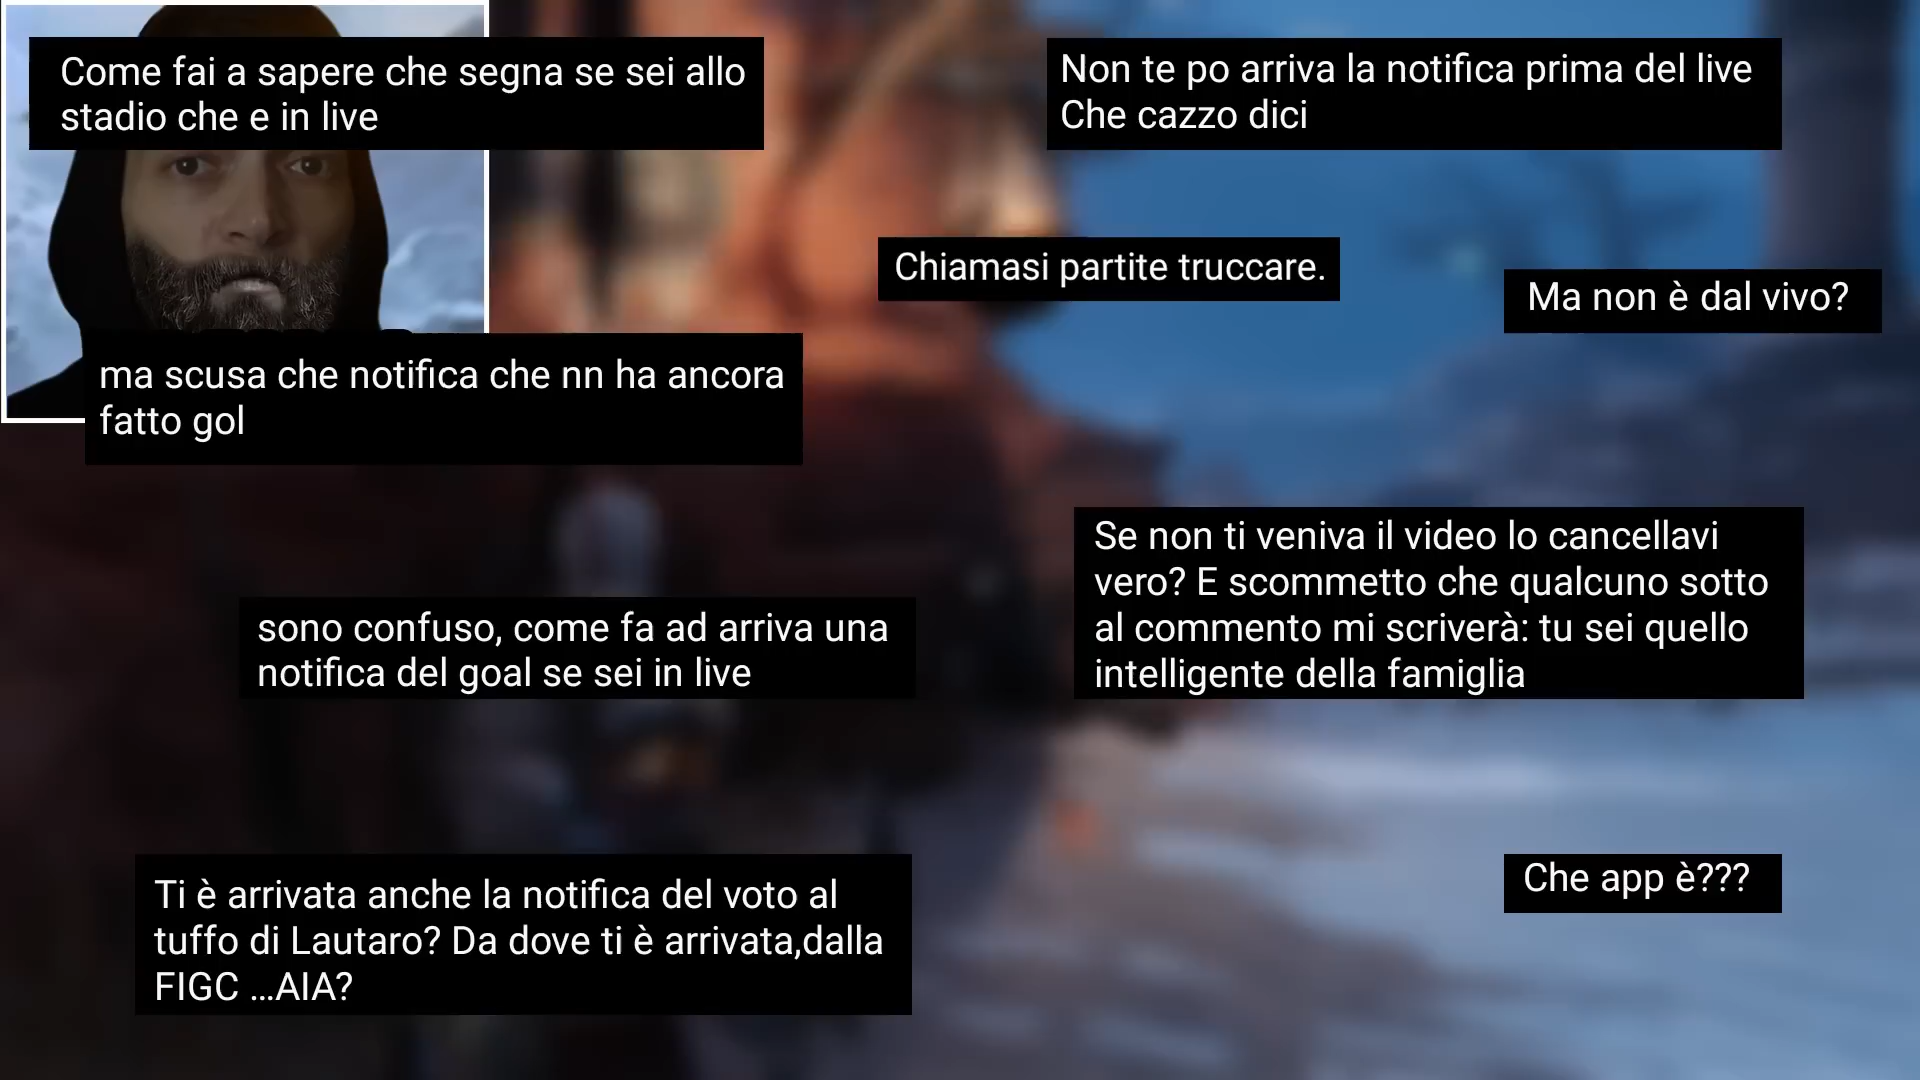 Come fai a sapere che segna se sei allo
stadio che e in live
Non te po arriva la notifica prima del live
Che cazzo dici
Chiamasi partite truccare.
Ma non è dal vivo?
ma scusa che notifica che nn ha ancora
fatto gol
Se non ti veniva il video lo cancellavi
vero? E scommetto che qualcuno sotto
al commento mi scriverà: tu sei quello
intelligente della famiglia
sono confuso, come fa ad arriva una
notifica del goal se sei in live
Ti è arrivata anche la notifica del voto al
tuffo di Lautaro? Da dove ti è arrivata,dalla
FIGC ...AIA?
Che app è???